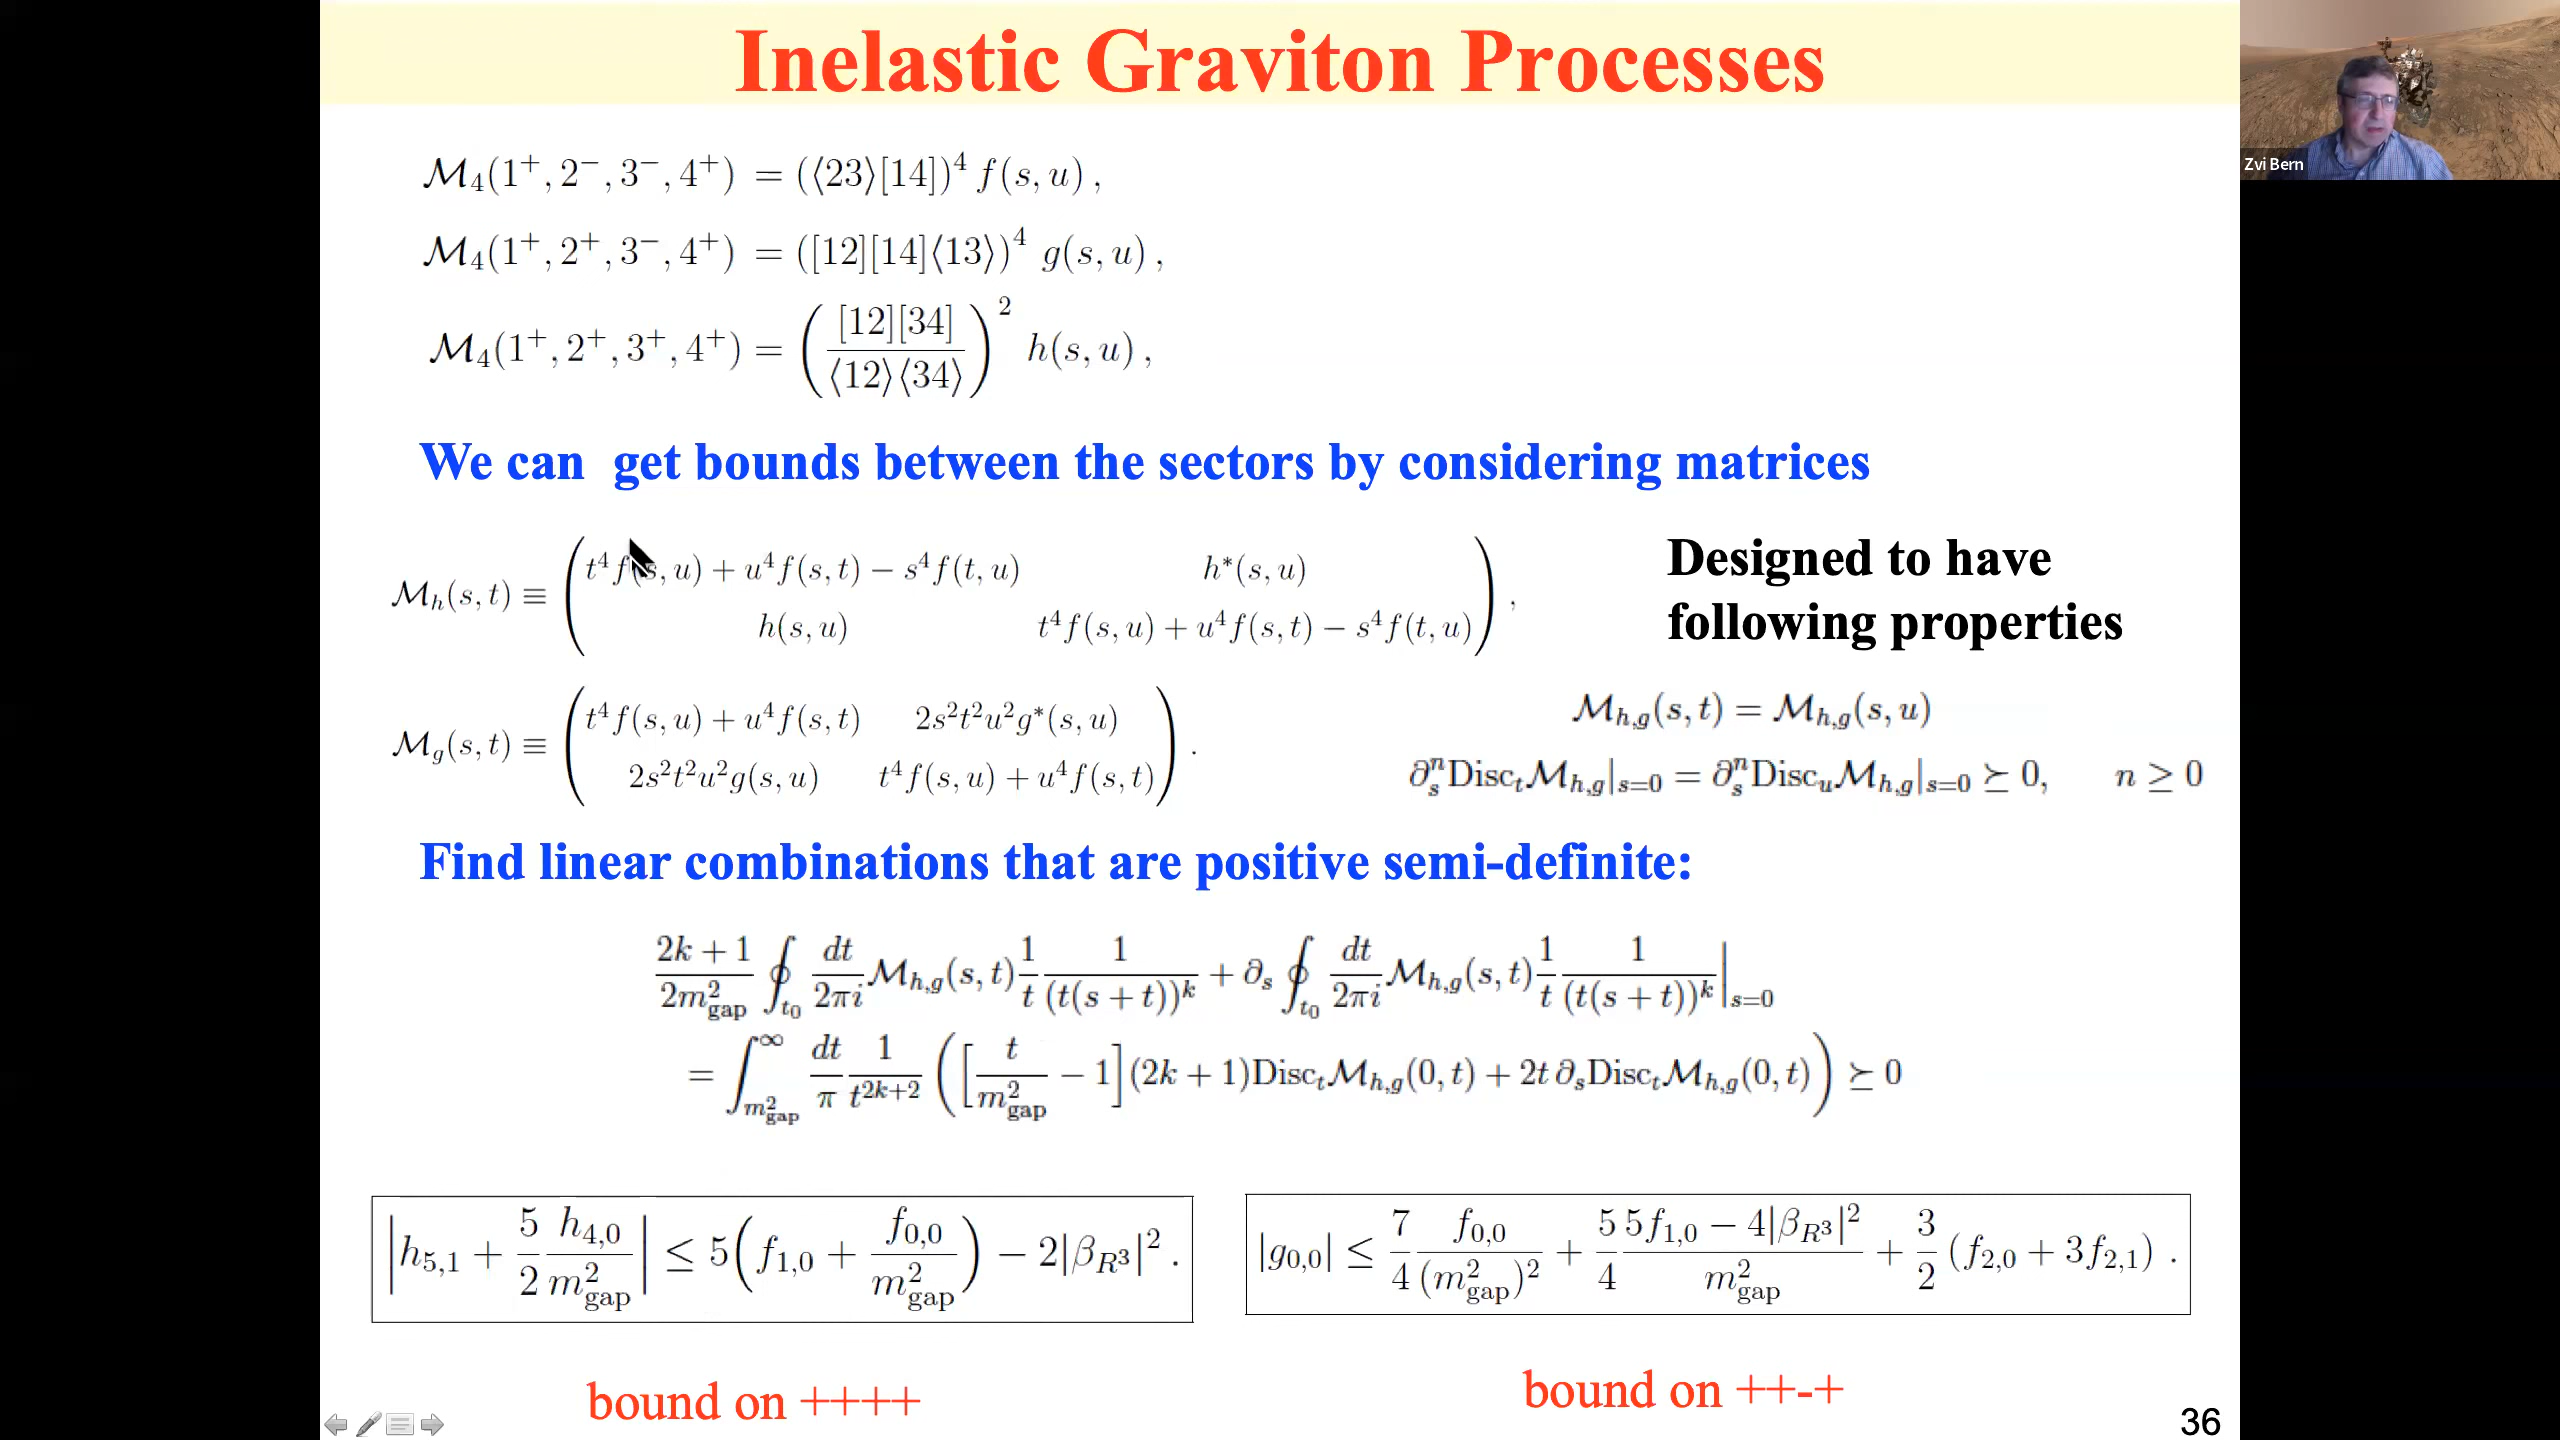 Inelastic Graviton Processes
Zvi Bern
M₄(1⁺, 2⁻, 3⁻, 4⁺) = (⟨23⟩[14])⁴ f(s, u) ,
M₄(1⁺, 2⁺, 3⁻, 4⁺) = ([12][14]⟨13⟩)⁴ g(s, u) ,
M₄(1⁺, 2⁺, 3⁺, 4⁺) = ( [12][34] / ⟨12⟩⟨34⟩ )² h(s, u) ,
We can get bounds between the sectors by considering matrices
M_h(s, t) ≡ ( t⁴f(s, u) + u⁴f(s, t) − s⁴f(t, u)   h*(s, u)
h(s, u)   t⁴f(s, u) + u⁴f(s, t) − s⁴f(t, u) ) ,
Designed to have
following properties
M_g(s, t) ≡ ( t⁴f(s, u) + u⁴f(s, t)   2s²t²u²g*(s, u)
2s²t²u²g(s, u)   t⁴f(s, u) + u⁴f(s, t) ) .
M_{h,g}(s, t) = M_{h,g}(s, u)
∂ₛⁿDisc_t M_{h,g}|_{s=0} = ∂ₛⁿDisc_u M_{h,g}|_{s=0} ⪰ 0,   n ≥ 0
Find linear combinations that are positive semi-definite:
(2k + 1)/(2m²_gap) ∮_{t₀} dt/(2πi) M_{h,g}(s, t) 1/t 1/(t(s + t))ᵏ + ∂ₛ ∮_{t₀} dt/(2πi) M_{h,g}(s, t) 1/t 1/(t(s + t))ᵏ |_{s=0}
= ∫_{m²_gap}^∞ dt/π 1/t^{2k+2} ( [ t/m²_gap − 1 ] (2k + 1)Disc_t M_{h,g}(0, t) + 2t ∂ₛDisc_t M_{h,g}(0, t) ) ⪰ 0
| h_{5,1} + 5/2 h_{4,0}/m²_gap | ≤ 5( f_{1,0} + f_{0,0}/m²_gap ) − 2|β_{R³}|² .
|g_{0,0}| ≤ 7/4 f_{0,0}/(m²_gap)² + 5/4 (5f_{1,0} − 4|β_{R³}|²)/m²_gap + 3/2 (f_{2,0} + 3f_{2,1}) .
bound on ++++
bound on ++-+
36